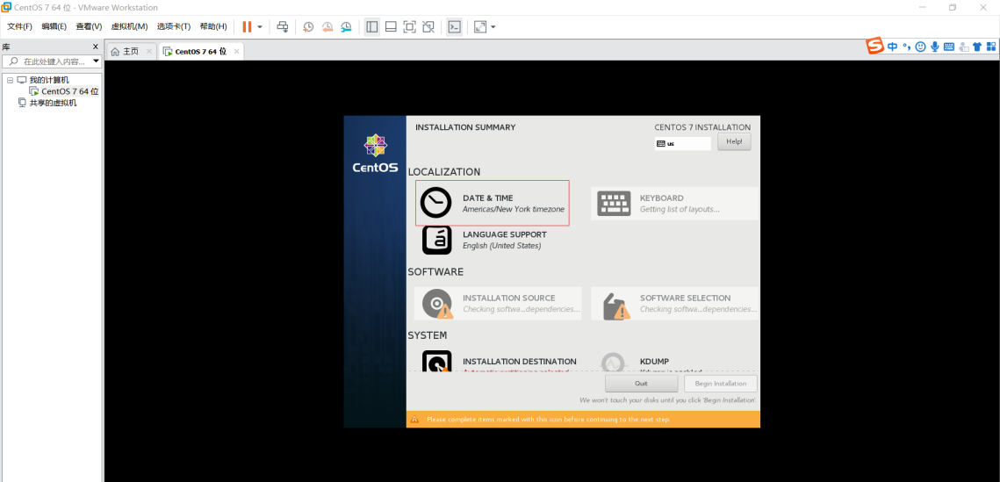 CentOS 7 64 位 - VMware Workstation
文件(F) 编辑(E) 查看(V) 虚拟机(M) 选项卡(T) 帮助(H)
库
在此处键入内容...
我的计算机
CentOS 7 64 位
共享的虚拟机
主页
CentOS 7 64 位
中
CentOS
INSTALLATION SUMMARY
CENTOS 7 INSTALLATION
us
Help!
LOCALIZATION
DATE & TIME
Americas/New York timezone
KEYBOARD
Getting list of layouts...
LANGUAGE SUPPORT
English (United States)
SOFTWARE
INSTALLATION SOURCE
Checking softwa...dependencies...
SOFTWARE SELECTION
Checking softwa...dependencies...
SYSTEM
INSTALLATION DESTINATION
Automatic partitioning selected
KDUMP
Kdump is enabled
Quit
Begin Installation
We won't touch your disks until you click 'Begin Installation'.
Please complete items marked with this icon before continuing to the next step.